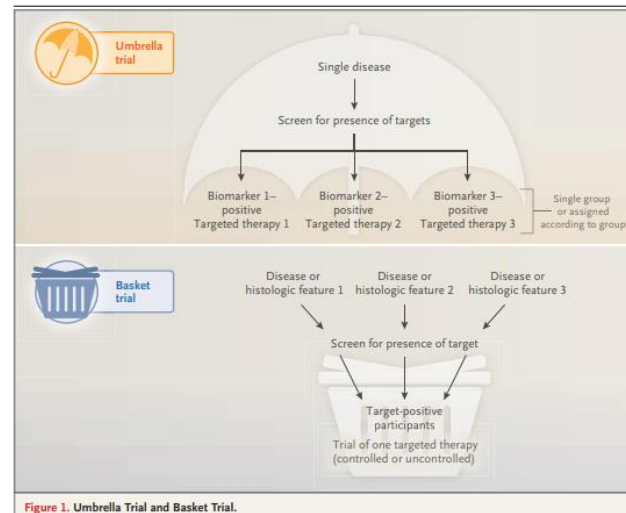 Umbrella
trial
Single disease
Screen for presence of targets
Biomarker 1–
positive
Targeted therapy 1
Biomarker 2–
positive
Targeted therapy 2
Biomarker 3–
positive
Targeted therapy 3
Single group
or assigned
according to group
Basket
trial
Disease or
histologic feature 1
Disease or
histologic feature 2
Disease or
histologic feature 3
Screen for presence of target
Target-positive
participants
Trial of one targeted therapy
(controlled or uncontrolled)
Figure 1. Umbrella Trial and Basket Trial.